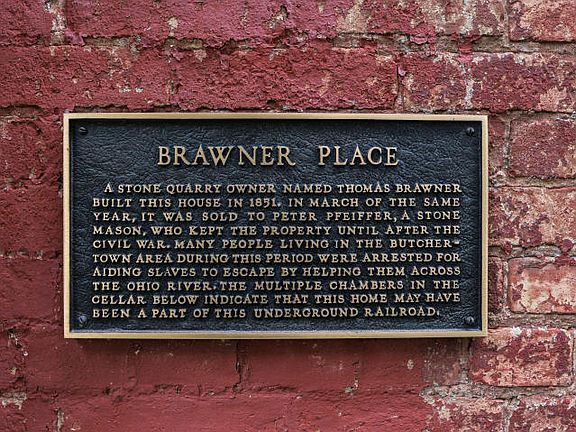 BRAWNER PLACE
A STONE QUARRY OWNER NAMED THOMAS BRAWNER
BUILT THIS HOUSE IN 1851. IN MARCH OF THE SAME
YEAR, IT WAS SOLD TO PETER PFEIFFER, A STONE
MASON, WHO KEPT THE PROPERTY UNTIL AFTER THE
CIVIL WAR. MANY PEOPLE LIVING IN THE BUTCHER-
TOWN AREA DURING THIS PERIOD WERE ARRESTED FOR
AIDING SLAVES TO ESCAPE BY HELPING THEM ACROSS
THE OHIO RIVER. THE MULTIPLE CHAMBERS IN THE
CELLAR BELOW INDICATE THAT THIS HOME MAY HAVE
BEEN A PART OF THIS UNDERGROUND RAILROAD.